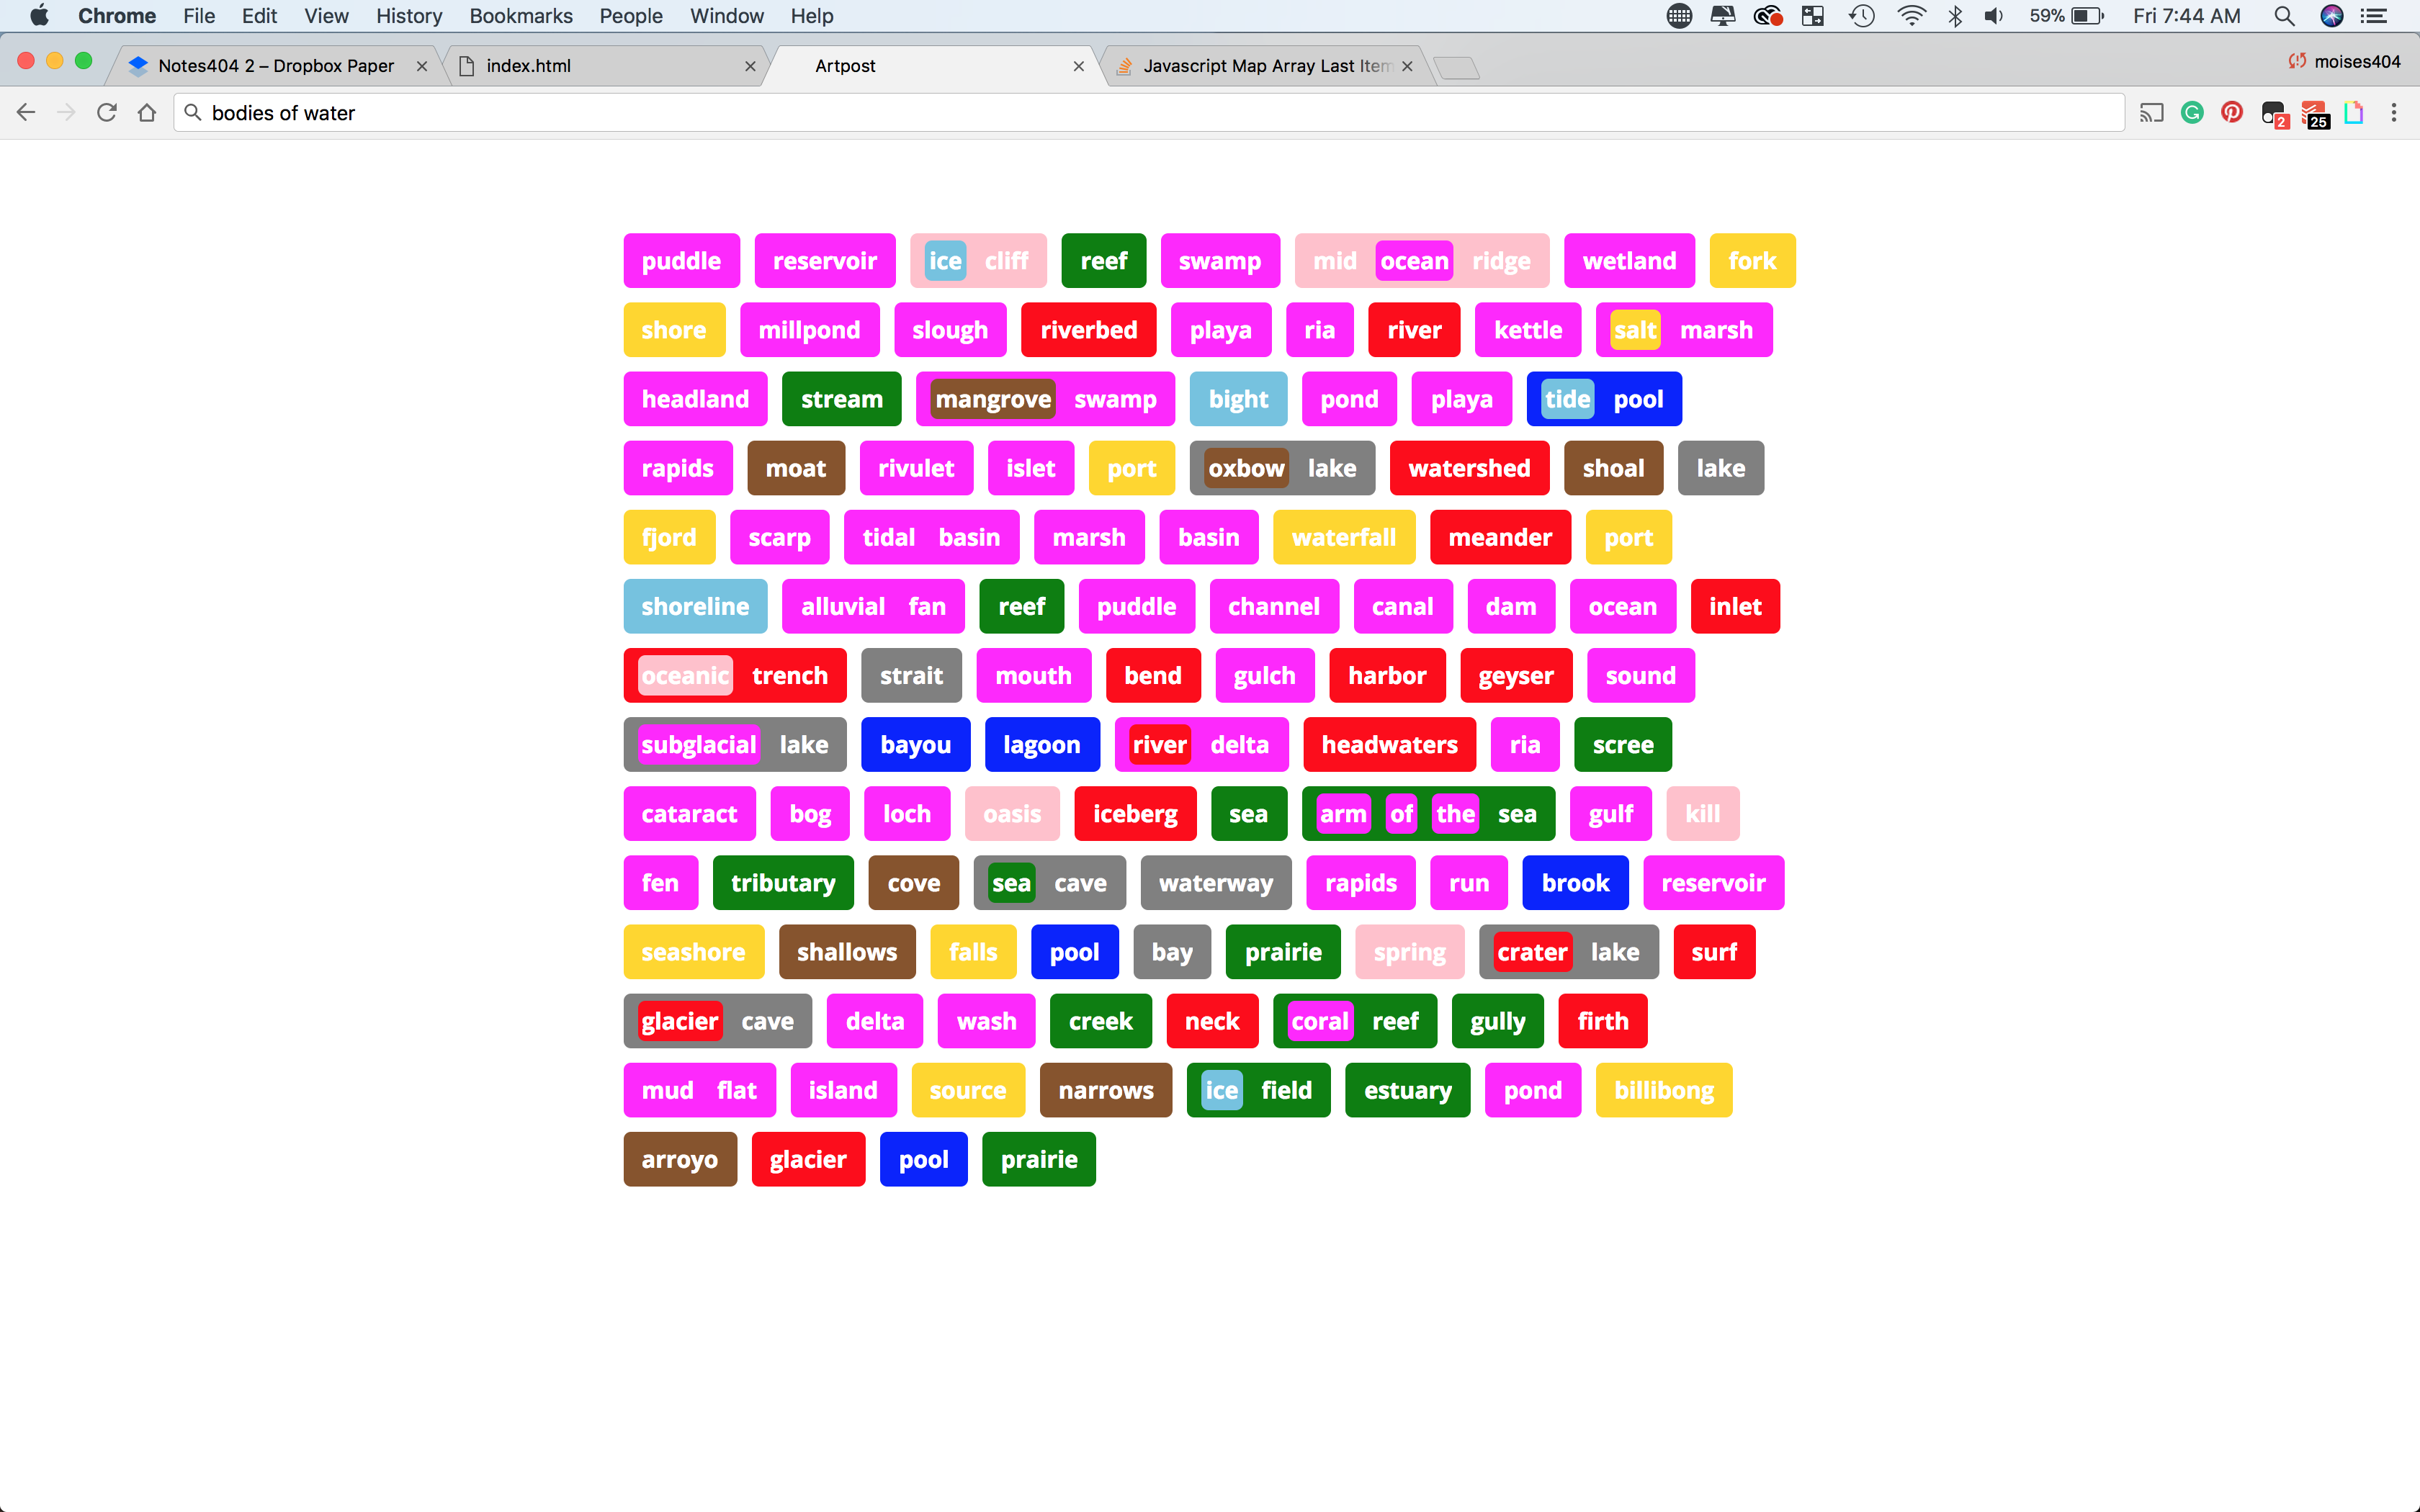 Chrome File Edit View History Bookmarks People Window Help 59% Fri 7:44 AM
Notes404 2 – Dropbox Paper index.html Artpost Javascript Map Array Last Item moises404
bodies of water 2 25
puddle reservoir ice cliff reef swamp mid ocean ridge wetland fork
shore millpond slough riverbed playa ria river kettle salt marsh
headland stream mangrove swamp bight pond playa tide pool
rapids moat rivulet islet port oxbow lake watershed shoal lake
fjord scarp tidal basin marsh basin waterfall meander port
shoreline alluvial fan reef puddle channel canal dam ocean inlet
oceanic trench strait mouth bend gulch harbor geyser sound
subglacial lake bayou lagoon river delta headwaters ria scree
cataract bog loch oasis iceberg sea arm of the sea gulf kill
fen tributary cove sea cave waterway rapids run brook reservoir
seashore shallows falls pool bay prairie spring crater lake surf
glacier cave delta wash creek neck coral reef gully firth
mud flat island source narrows ice field estuary pond billibong
arroyo glacier pool prairie